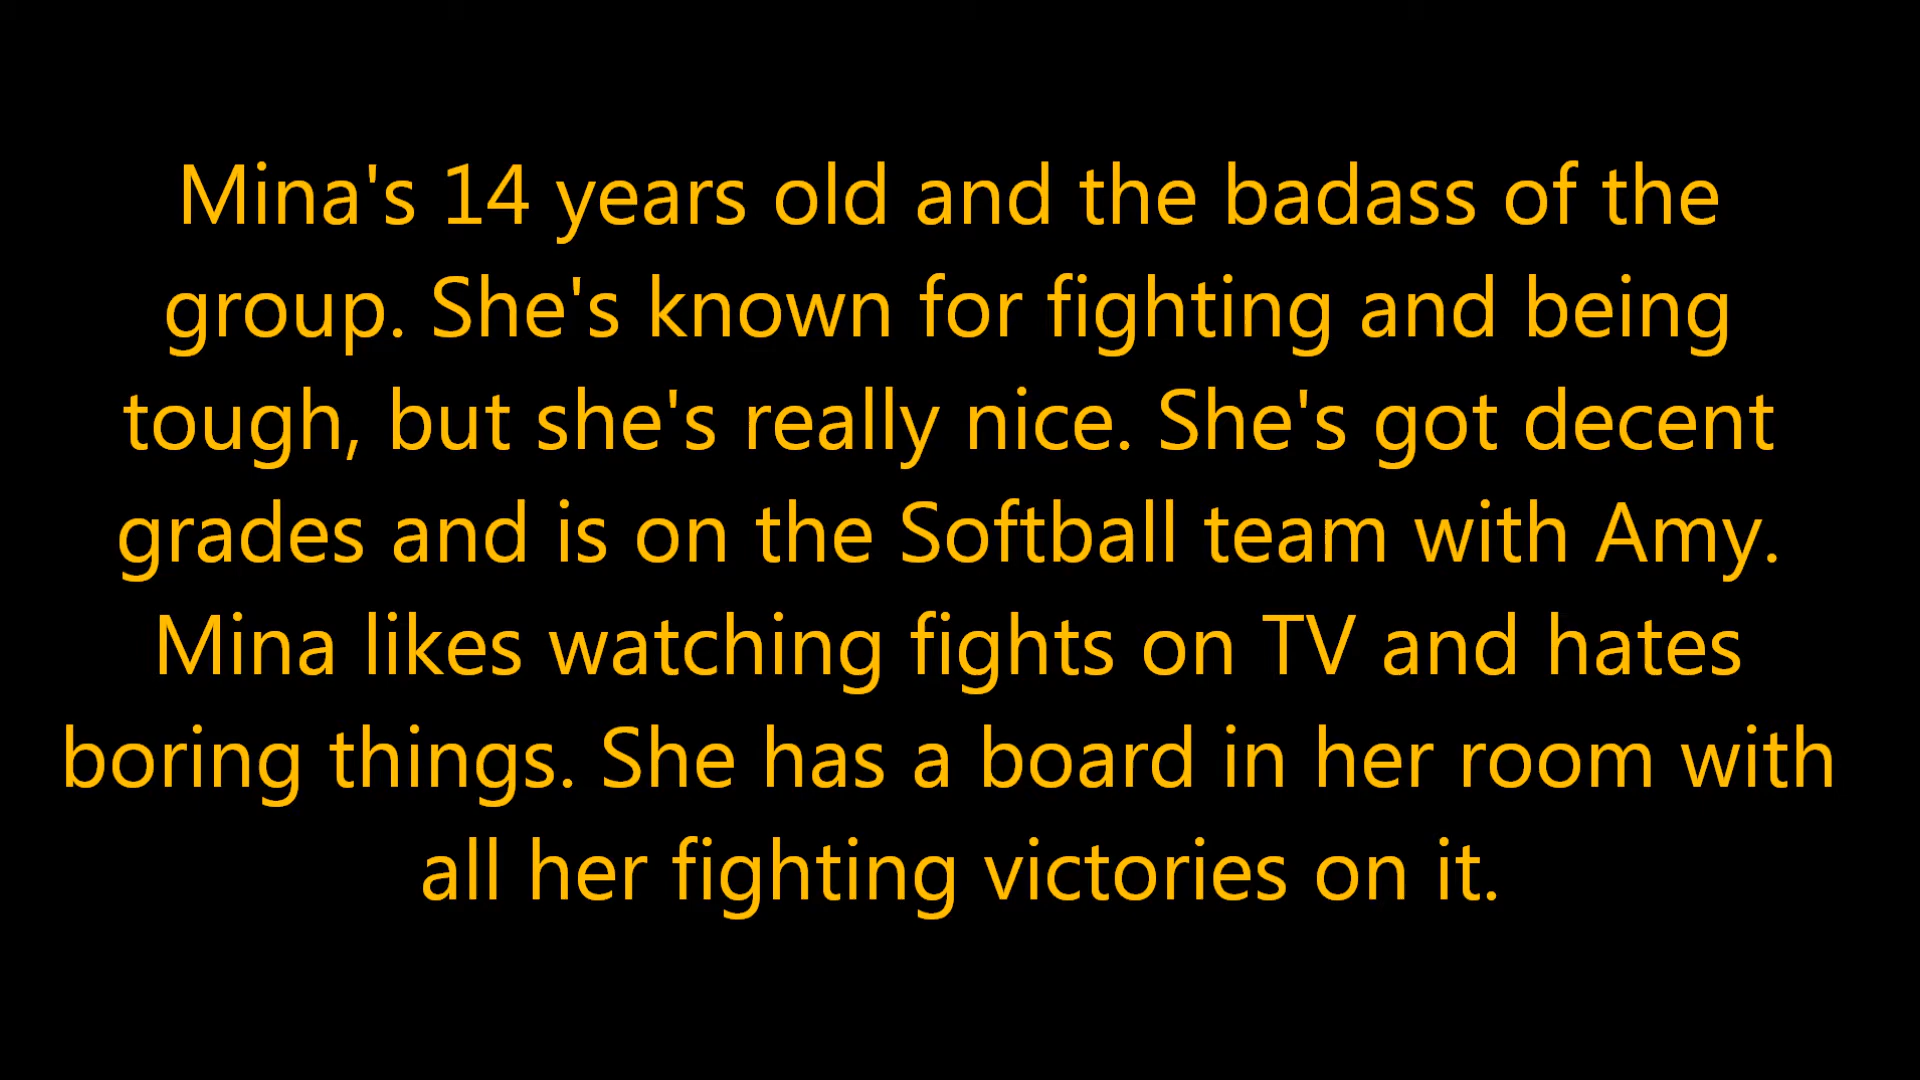 Mina's 14 years old and the badass of the
group. She's known for fighting and being
tough, but she's really nice. She's got decent
grades and is on the Softball team with Amy.
Mina likes watching fights on TV and hates
boring things. She has a board in her room with
all her fighting victories on it.